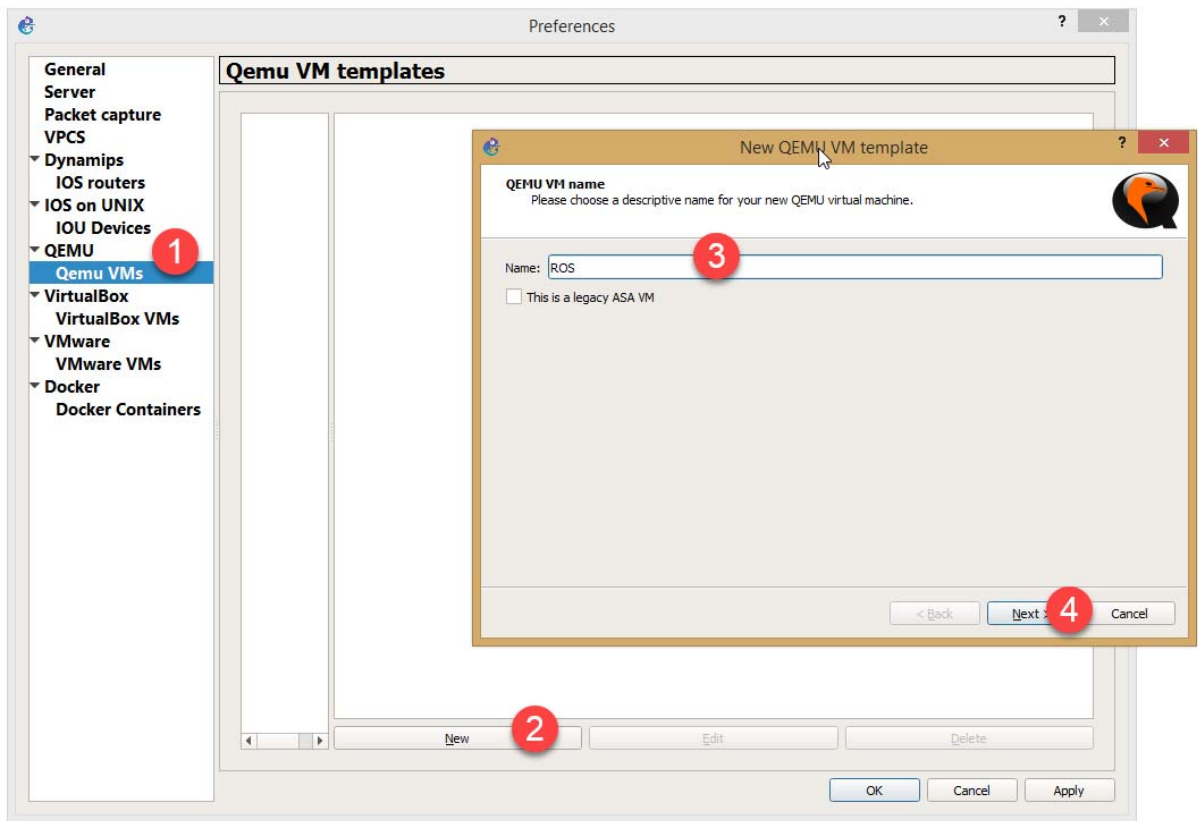 Preferences
?
×
General
Server
Packet capture
VPCS
Dynamips
IOS routers
IOS on UNIX
IOU Devices
QEMU
1
Qemu VMs
VirtualBox
VirtualBox VMs
VMware
VMware VMs
Docker
Docker Containers
Qemu VM templates
New QEMU VM template
?
×
QEMU VM name
Please choose a descriptive name for your new QEMU virtual machine.
3
Name: ROS
This is a legacy ASA VM
< Back
Next >
4
Cancel
New
2
Edit
Delete
OK
Cancel
Apply